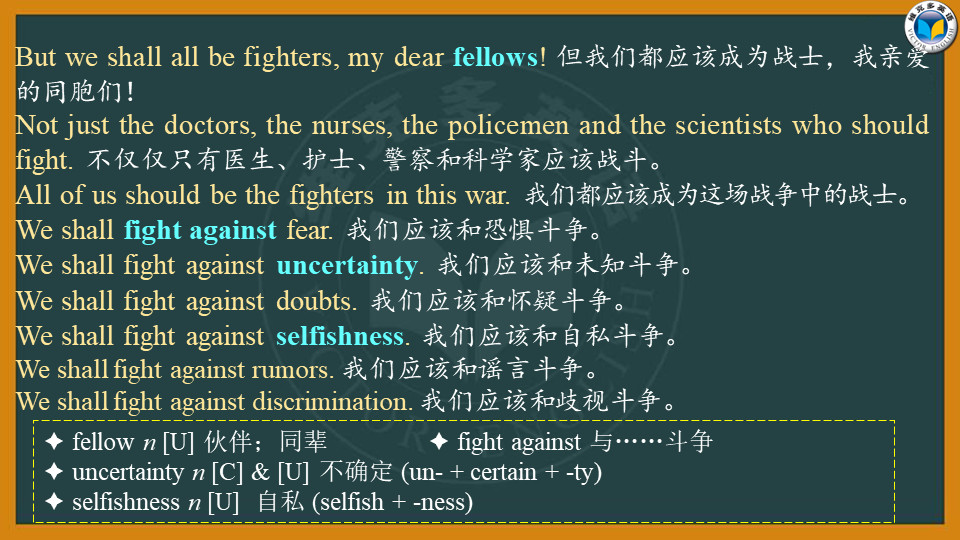 维克多英语
VICTOR ENGLISH
But we shall all be fighters, my dear fellows! 但我们都应该成为战士，我亲爱
的同胞们！
Not just the doctors, the nurses, the policemen and the scientists who should
fight. 不仅仅只有医生、护士、警察和科学家应该战斗。
All of us should be the fighters in this war. 我们都应该成为这场战争中的战士。
We shall fight against fear. 我们应该和恐惧斗争。
We shall fight against uncertainty. 我们应该和未知斗争。
We shall fight against doubts. 我们应该和怀疑斗争。
We shall fight against selfishness. 我们应该和自私斗争。
We shall fight against rumors. 我们应该和谣言斗争。
We shall fight against discrimination. 我们应该和歧视斗争。
✦ fellow n [U] 伙伴；同辈 ✦ fight against 与……斗争
✦ uncertainty n [C] & [U] 不确定 (un- + certain + -ty)
✦ selfishness n [U] 自私 (selfish + -ness)